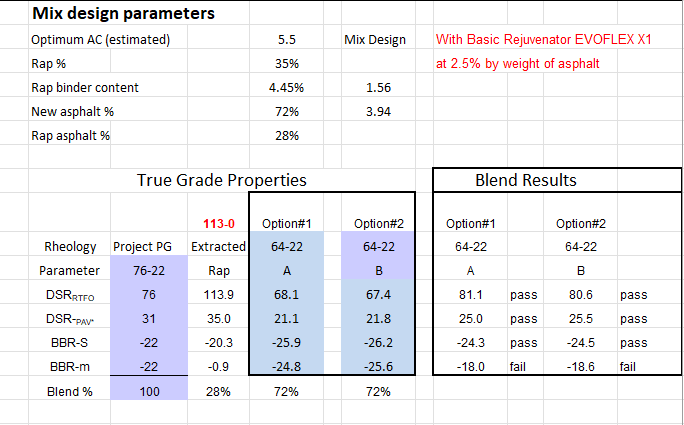 Mix design parameters
Optimum AC (estimated) 5.5 Mix Design With Basic Rejuvenator EVOFLEX X1
Rap % 35% at 2.5% by weight of asphalt
Rap binder content 4.45% 1.56
New asphalt % 72% 3.94
Rap asphalt % 28%
True Grade Properties Blend Results
113-0 Option#1 Option#2 Option#1 Option#2
Rheology Project PG Extracted 64-22 64-22 64-22 64-22
Parameter 76-22 Rap A B A B
DSRRTFO 76 113.9 68.1 67.4 81.1 pass 80.6 pass
DSR-PAV* 31 35.0 21.1 21.8 25.0 pass 25.5 pass
BBR-S -22 -20.3 -25.9 -26.2 -24.3 pass -24.5 pass
BBR-m -22 -0.9 -24.8 -25.6 -18.0 fail -18.6 fail
Blend % 100 28% 72% 72%